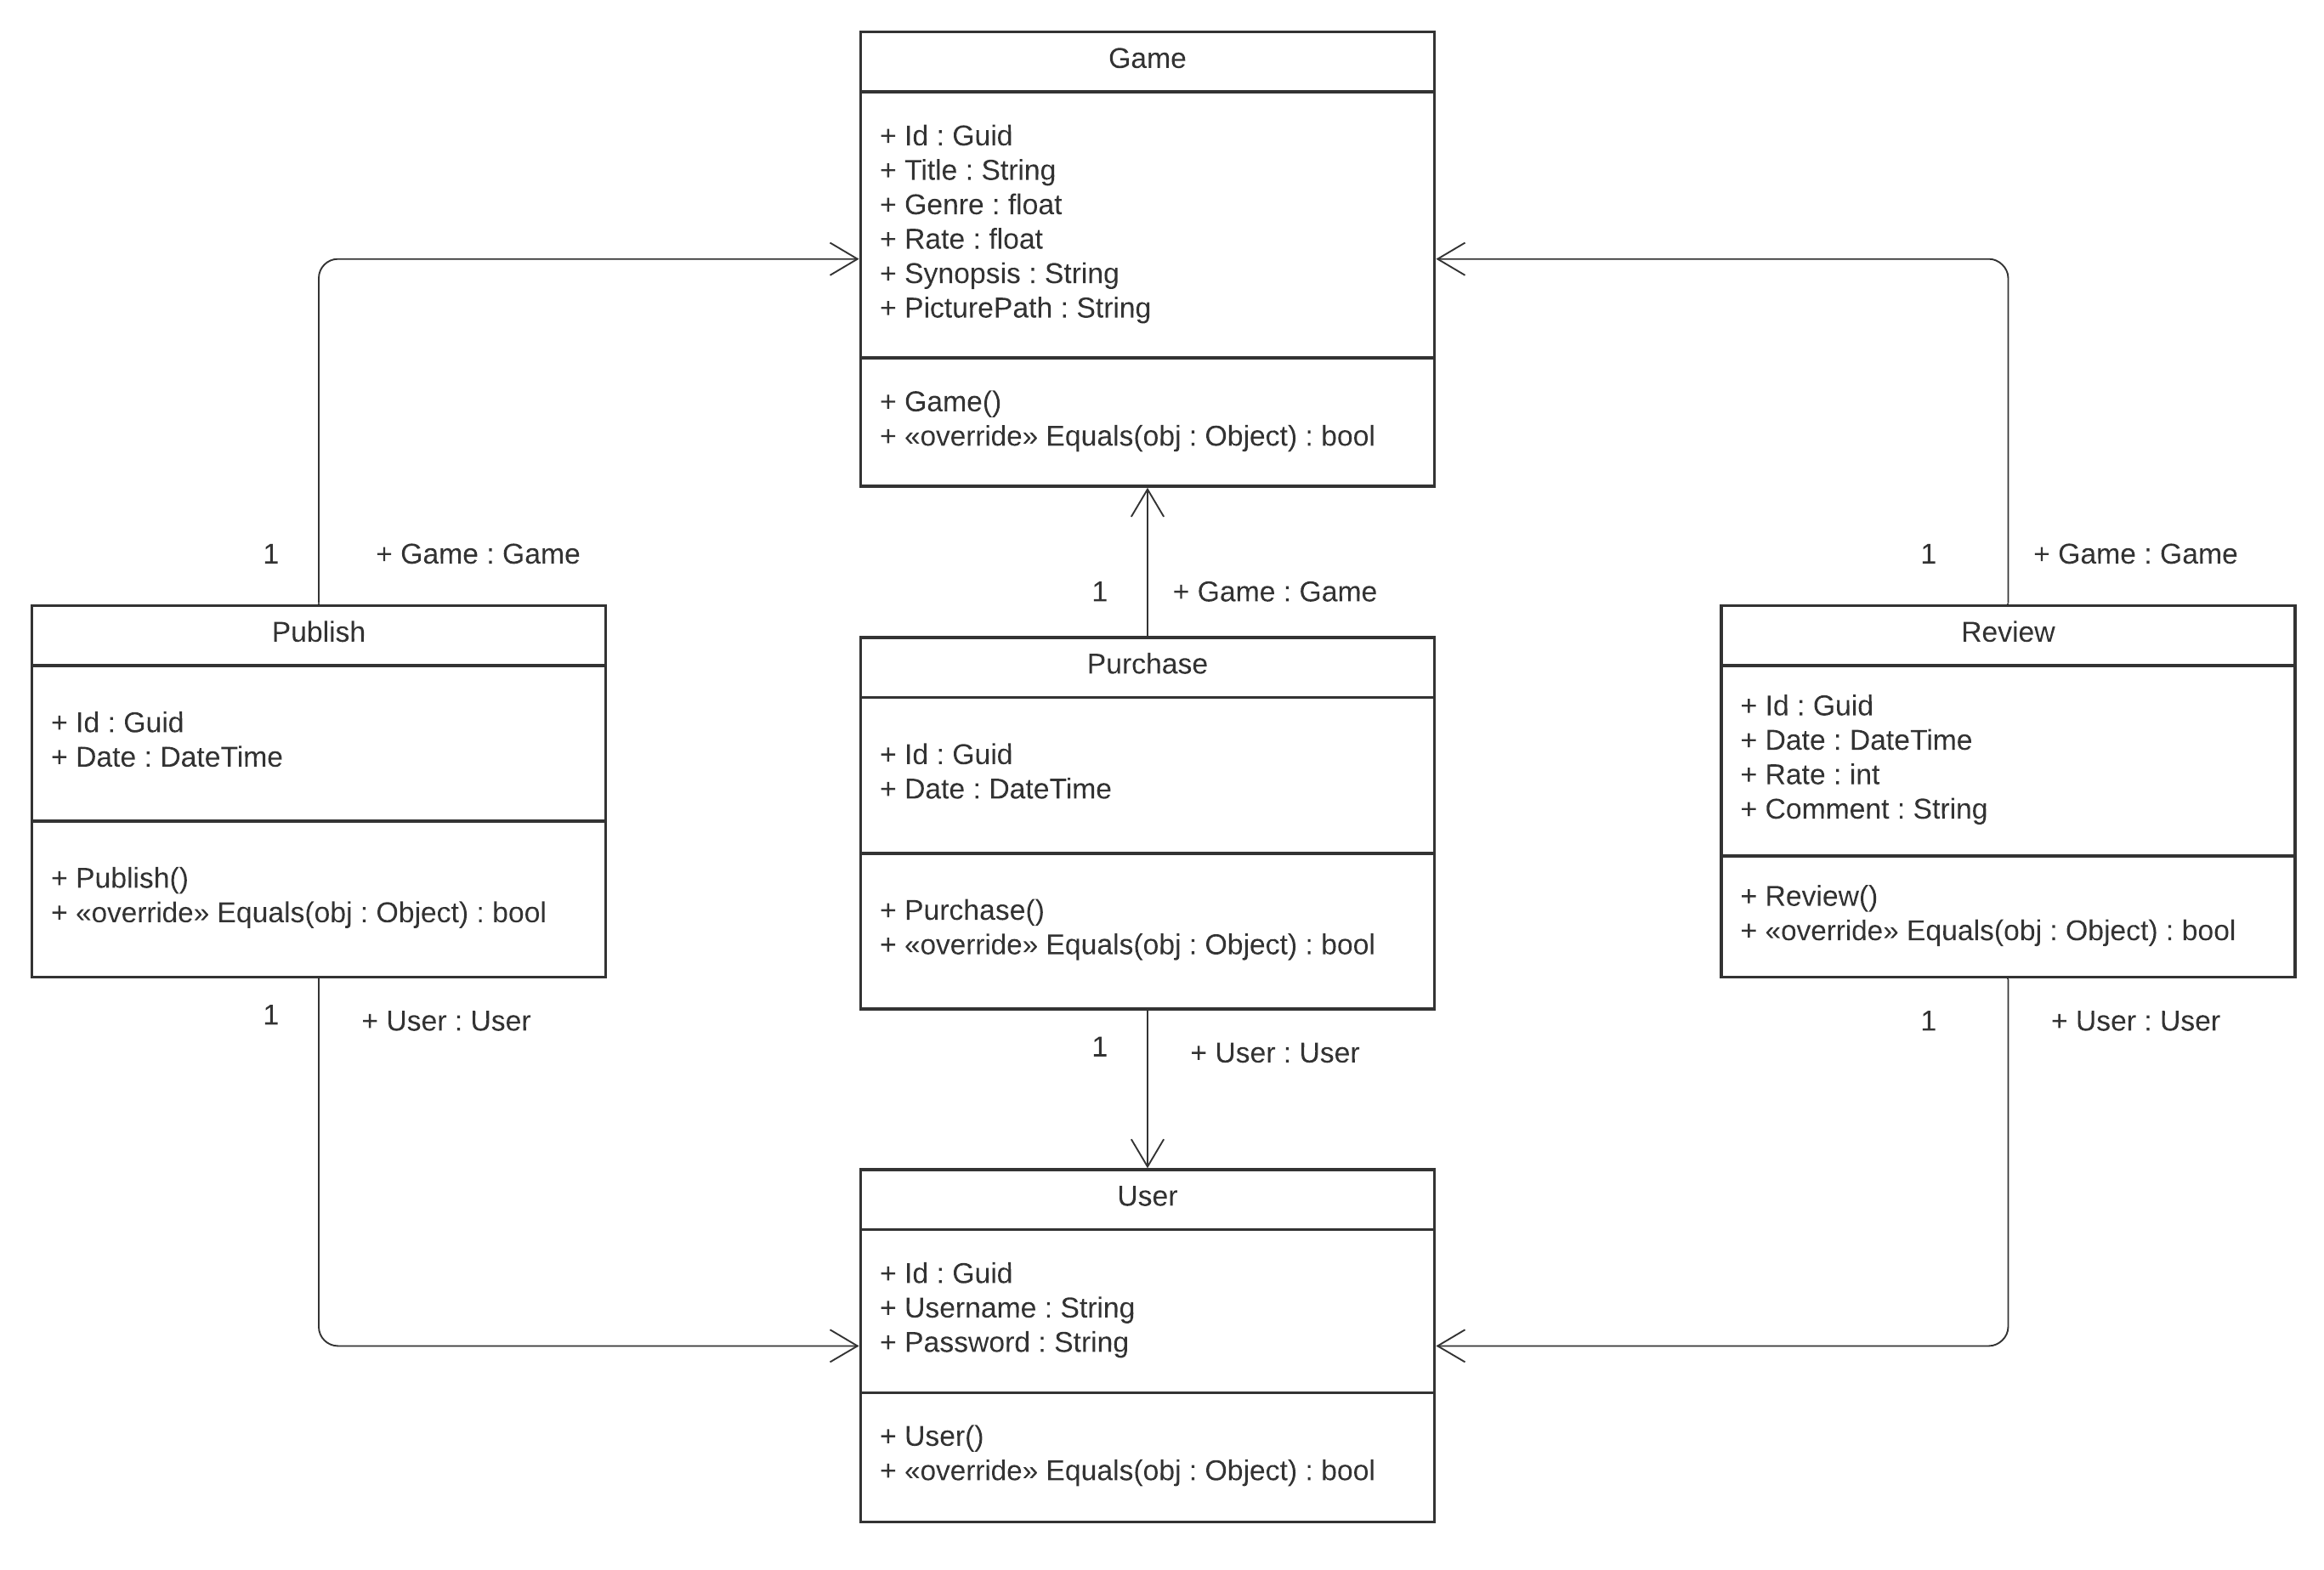 Game
+ Id : Guid
+ Title : String
+ Genre : float
+ Rate : float
+ Synopsis : String
+ PicturePath : String
+ Game()
+ «override» Equals(obj : Object) : bool
1
+ Game : Game
1
+ Game : Game
1
+ Game : Game
Publish
+ Id : Guid
+ Date : DateTime
+ Publish()
+ «override» Equals(obj : Object) : bool
1
+ User : User
Purchase
+ Id : Guid
+ Date : DateTime
+ Purchase()
+ «override» Equals(obj : Object) : bool
1
+ User : User
Review
+ Id : Guid
+ Date : DateTime
+ Rate : int
+ Comment : String
+ Review()
+ «override» Equals(obj : Object) : bool
1
+ User : User
User
+ Id : Guid
+ Username : String
+ Password : String
+ User()
+ «override» Equals(obj : Object) : bool